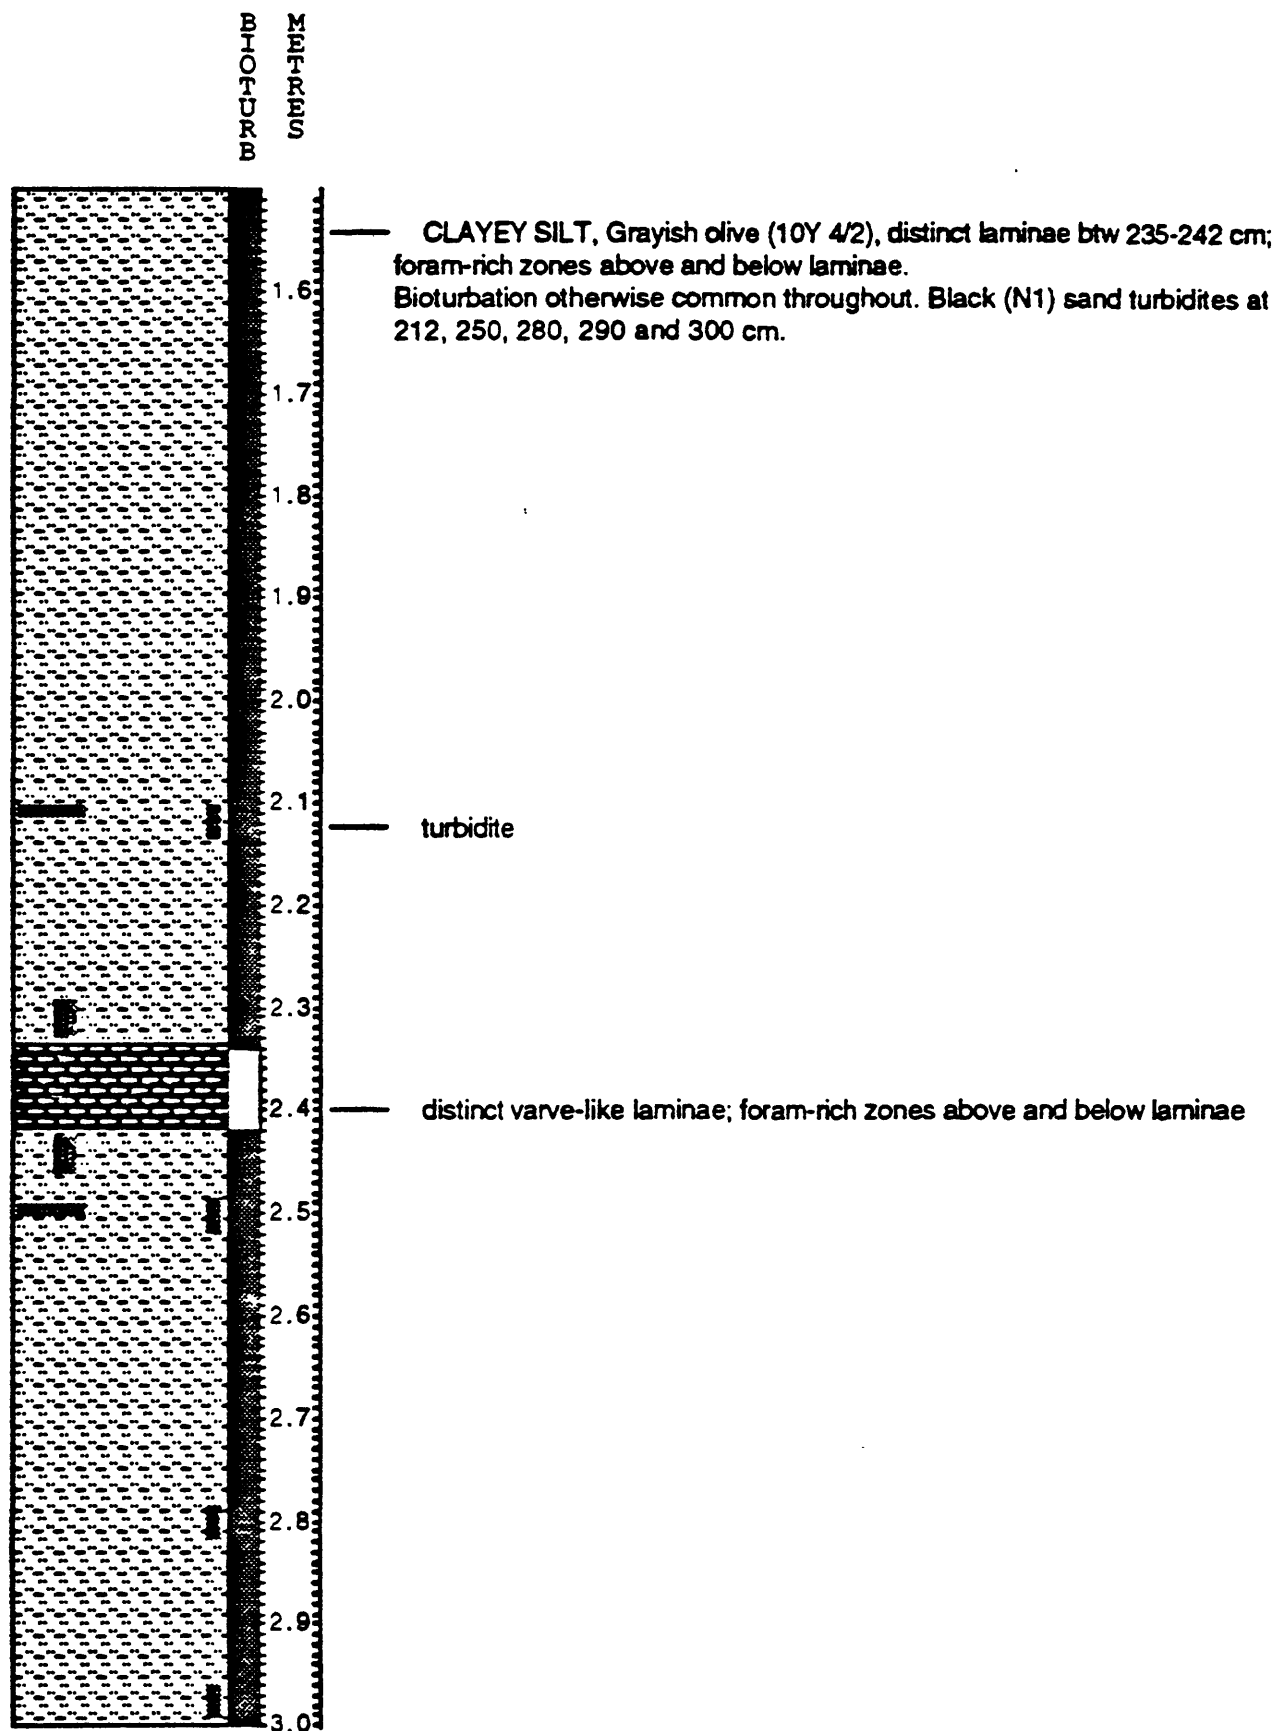 BIOTURB
METRES
CLAYEY SILT, Grayish olive (10Y 4/2), distinct laminae btw 235-242 cm;
foram-rich zones above and below laminae.
1.6
Bioturbation otherwise common throughout. Black (N1) sand turbidites at
212, 250, 280, 290 and 300 cm.
1.7
1.8
1.9
2.0
2.1
turbidite
2.2
2.3
2.4
distinct varve-like laminae; foram-rich zones above and below laminae
2.5
2.6
2.7
2.8
2.9
3.0